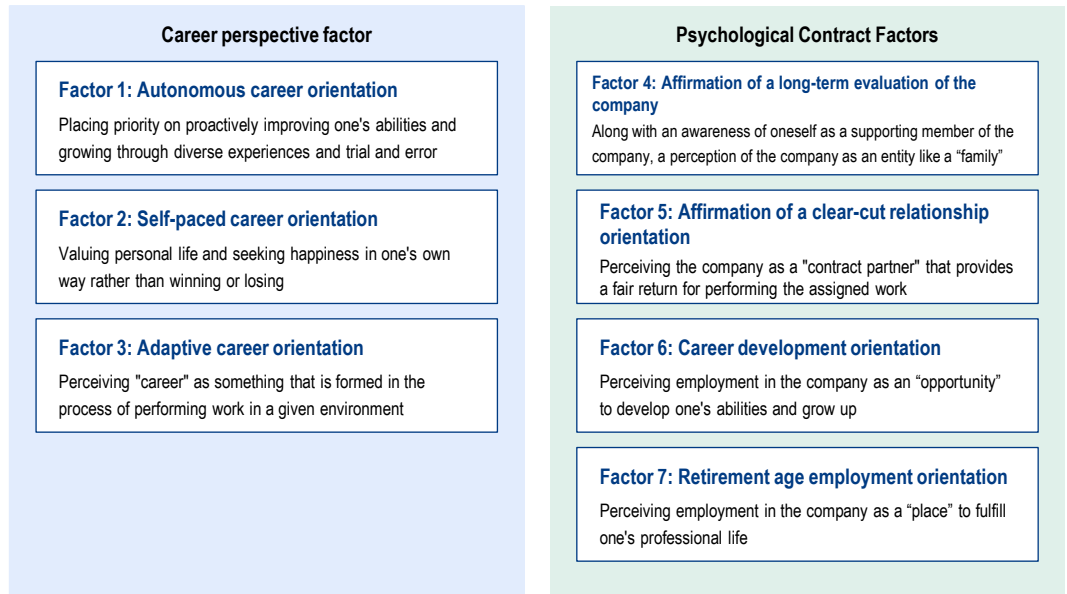 Career perspective factor
Factor 1: Autonomous career orientation
Placing priority on proactively improving one's abilities and
growing through diverse experiences and trial and error
Factor 2: Self-paced career orientation
Valuing personal life and seeking happiness in one's own
way rather than winning or losing
Factor 3: Adaptive career orientation
Perceiving "career" as something that is formed in the
process of performing work in a given environment
Psychological Contract Factors
Factor 4: Affirmation of a long-term evaluation of the
company
Along with an awareness of oneself as a supporting member of the
company, a perception of the company as an entity like a “family”
Factor 5: Affirmation of a clear-cut relationship
orientation
Perceiving the company as a "contract partner" that provides
a fair return for performing the assigned work
Factor 6: Career development orientation
Perceiving employment in the company as an “opportunity”
to develop one's abilities and grow up
Factor 7: Retirement age employment orientation
Perceiving employment in the company as a “place” to fulfill
one's professional life